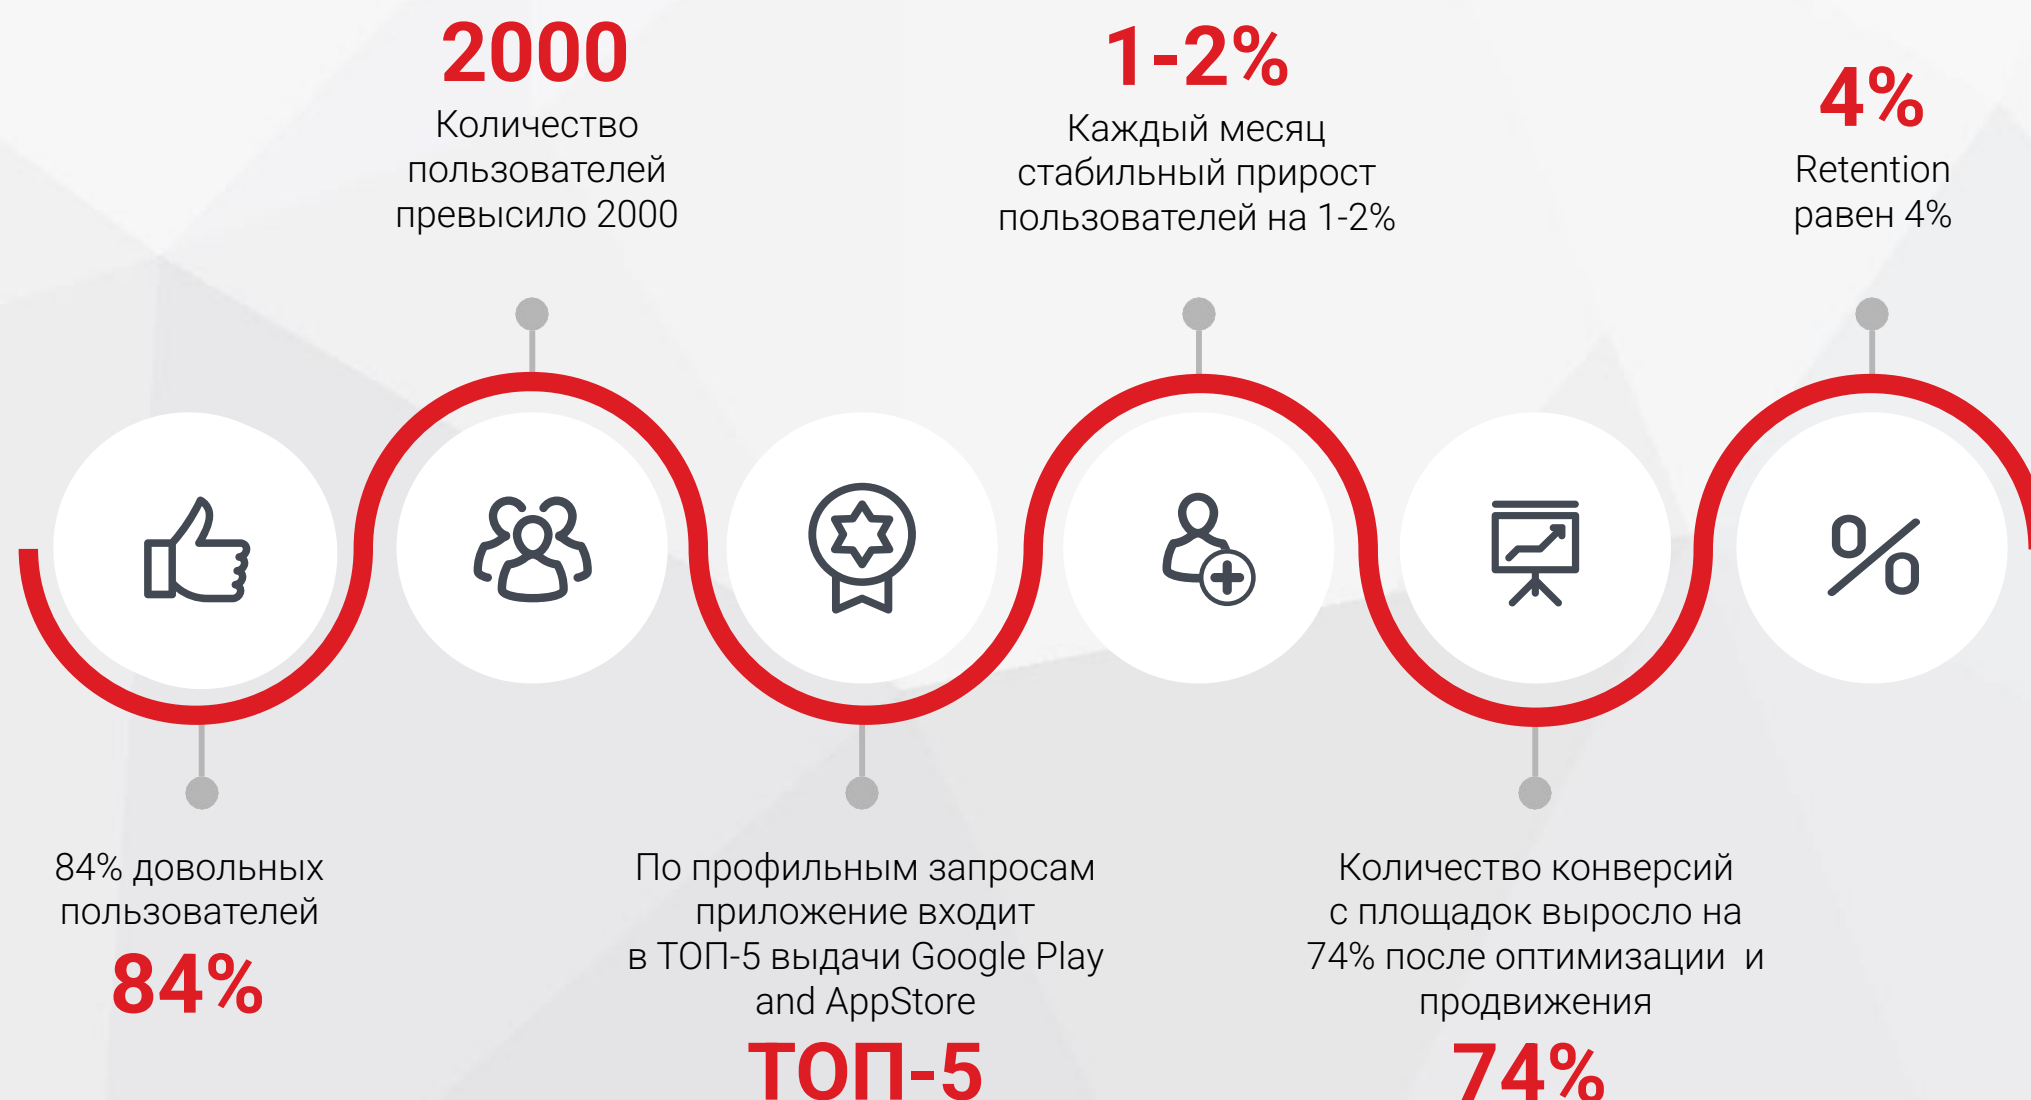 2000
Количество
пользователей
превысило 2000
1-2%
Каждый месяц
стабильный прирост
пользователей на 1-2%
4%
Retention
равен 4%
84% довольных
пользователей
84%
По профильным запросам
приложение входит
в ТОП-5 выдачи Google Play
and AppStore
ТОП-5
Количество конверсий
с площадок выросло на
74% после оптимизации и
продвижения
74%